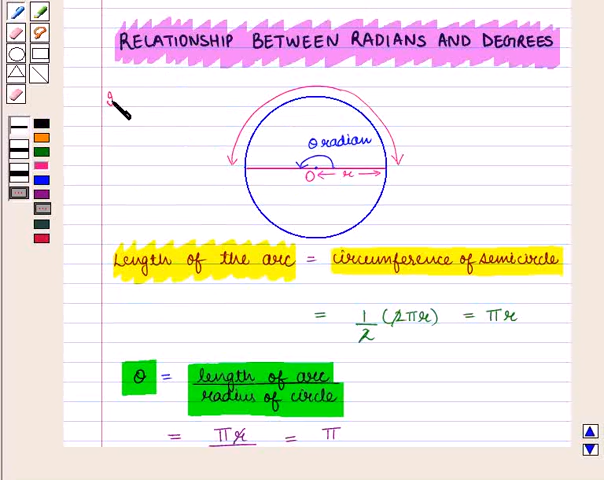 RELATIONSHIP BETWEEN RADIANS AND DEGREES
θ radian
O r
Length of the arc = circumference of semicircle
= 1/2 (2πr) = πr
θ = length of arc / radius of circle
= πr = π